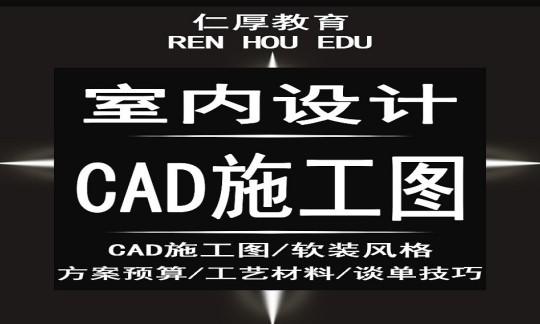 仁厚教育
REN HOU EDU
室内设计
CAD施工图
CAD施工图/软装风格
方案预算/工艺材料/谈单技巧